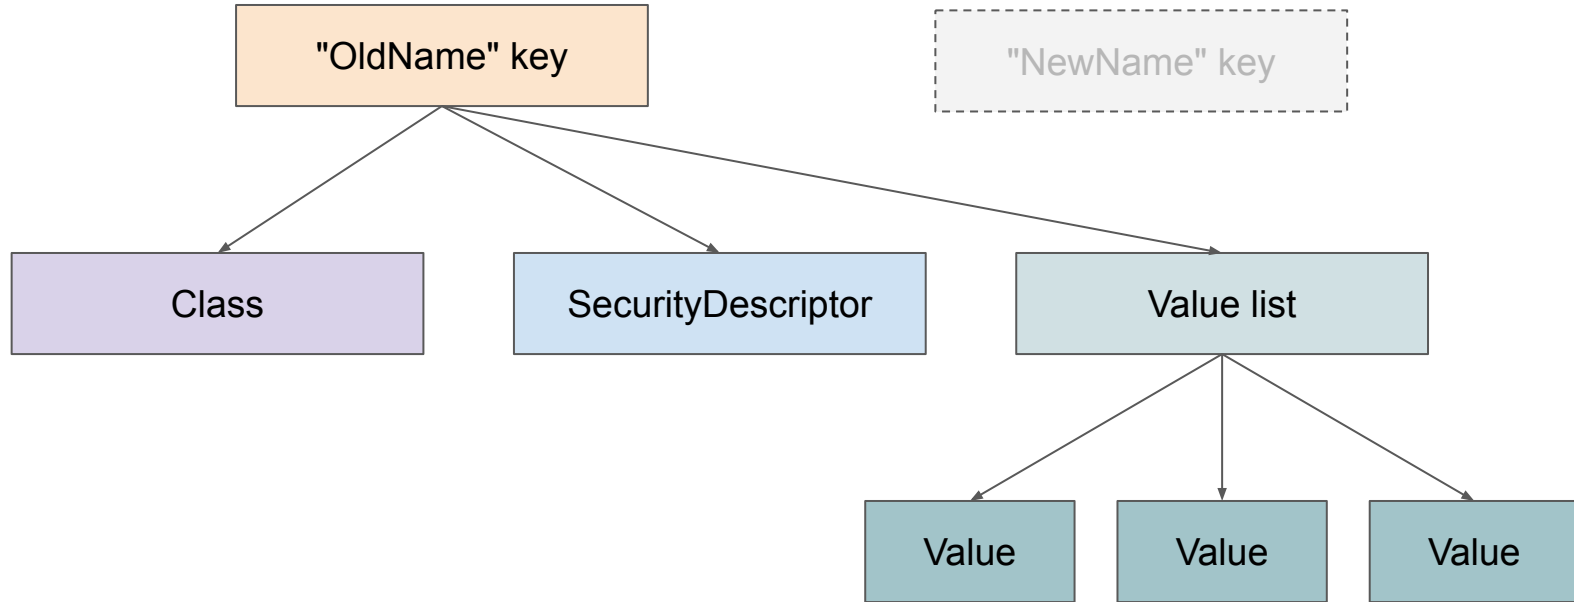 "OldName" key
"NewName" key
Class
SecurityDescriptor
Value list
Value
Value
Value